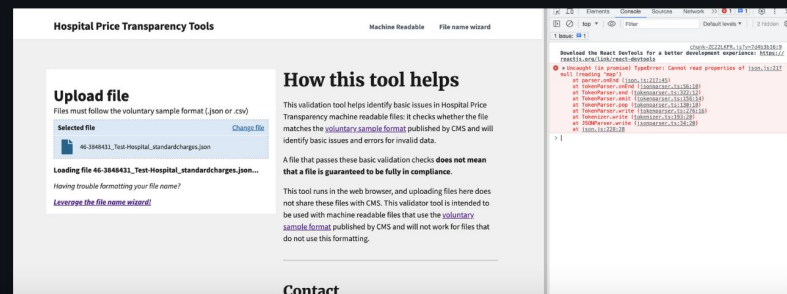 Hospital Price Transparency Tools
Machine Readable File name wizard
Upload file
Files must follow the voluntary sample format (.json or .csv)
Selected file Change file
46-3848431_Test-Hospital_standardcharges.json
Loading file 46-3848431_Test-Hospital_standardcharges.json...
Having trouble formatting your file name?
Leverage the file name wizard!
How this tool helps
This validation tool helps identify basic issues in Hospital Price
Transparency machine readable files: it checks whether the file
matches the voluntary sample format published by CMS and will
identify basic issues and errors for invalid data.
A file that passes these basic validation checks does not mean
that a file is guaranteed to be fully in compliance.
This tool runs in the web browser, and uploading files here does
not share these files with CMS. This validator tool is intended to
be used with machine readable files that use the voluntary
sample format published by CMS and will not work for files that
do not use this formatting.
Contact
Elements Console Sources Network 1 1
top Filter Default levels 2 hidden
1 Issue: 1
Download the React DevTools for a better development experience: https://
reactjs.org/link/react-devtools
Uncaught (in promise) TypeError: Cannot read properties of json.js:217
null (reading 'map')
at parser.onEnd (json.js:217:45)
at tokenParser.onEnd (jsonparser.ts:56:10)
at TokenParser.end (tokenparser.ts:322:12)
at TokenParser.emit (tokenparser.ts:158:14)
at TokenParser.pop (tokenparser.ts:130:10)
at TokenParser.write (tokenparser.ts:276:16)
at Tokenizer.write (tokenizer.ts:193:20)
at JSONParser.write (jsonparser.ts:34:20)
at json.js:228:20